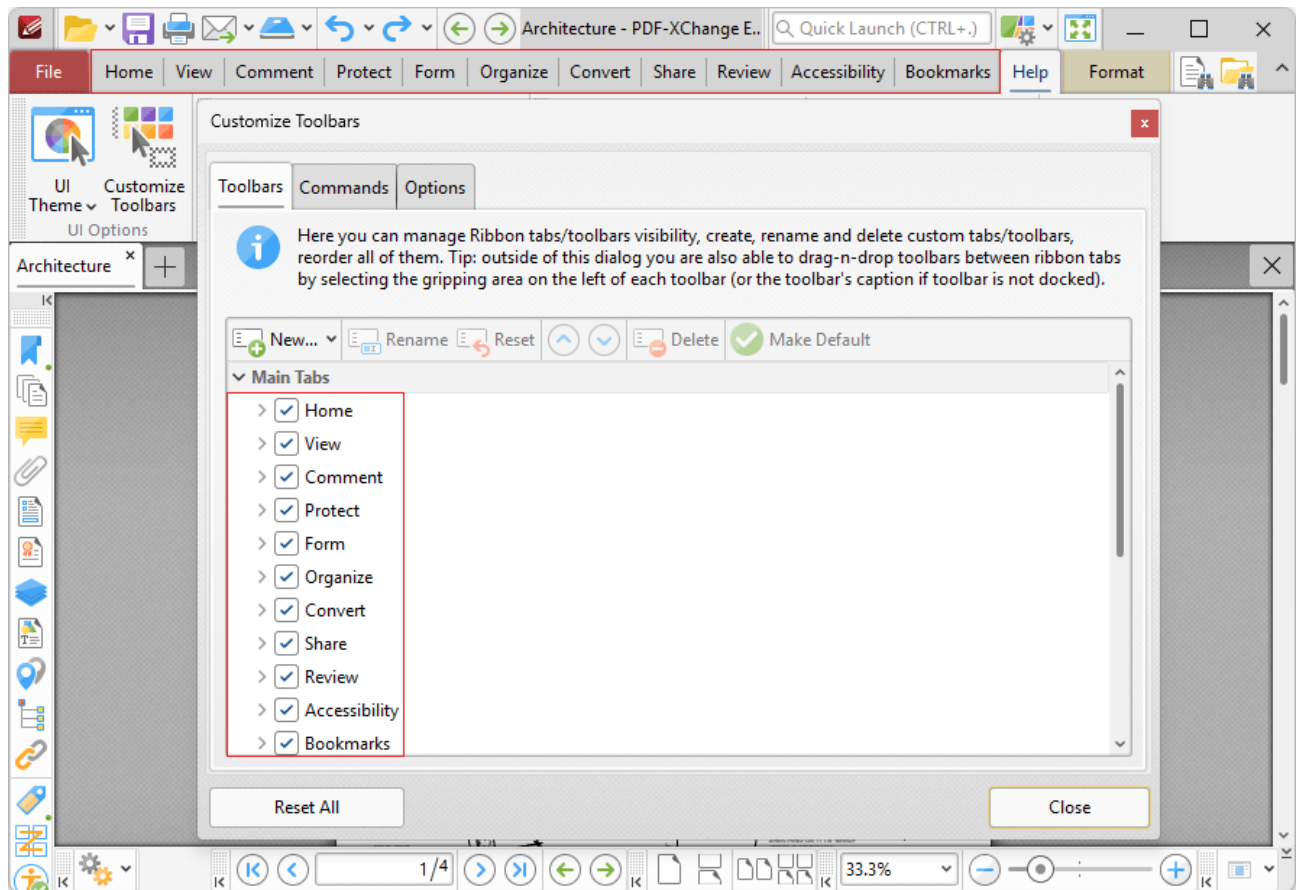 Architecture - PDF-XChange E..
Quick Launch (CTRL+.)
File Home View Comment Protect Form Organize Convert Share Review Accessibility Bookmarks Help Format
UI Theme
Customize Toolbars
UI Options
Architecture
Customize Toolbars
Toolbars Commands Options
Here you can manage Ribbon tabs/toolbars visibility, create, rename and delete custom tabs/toolbars,
reorder all of them. Tip: outside of this dialog you are also able to drag-n-drop toolbars between ribbon tabs
by selecting the gripping area on the left of each toolbar (or the toolbar's caption if toolbar is not docked).
New... Rename Reset Delete Make Default
Main Tabs
Home
View
Comment
Protect
Form
Organize
Convert
Share
Review
Accessibility
Bookmarks
Reset All Close
1/4 33.3%